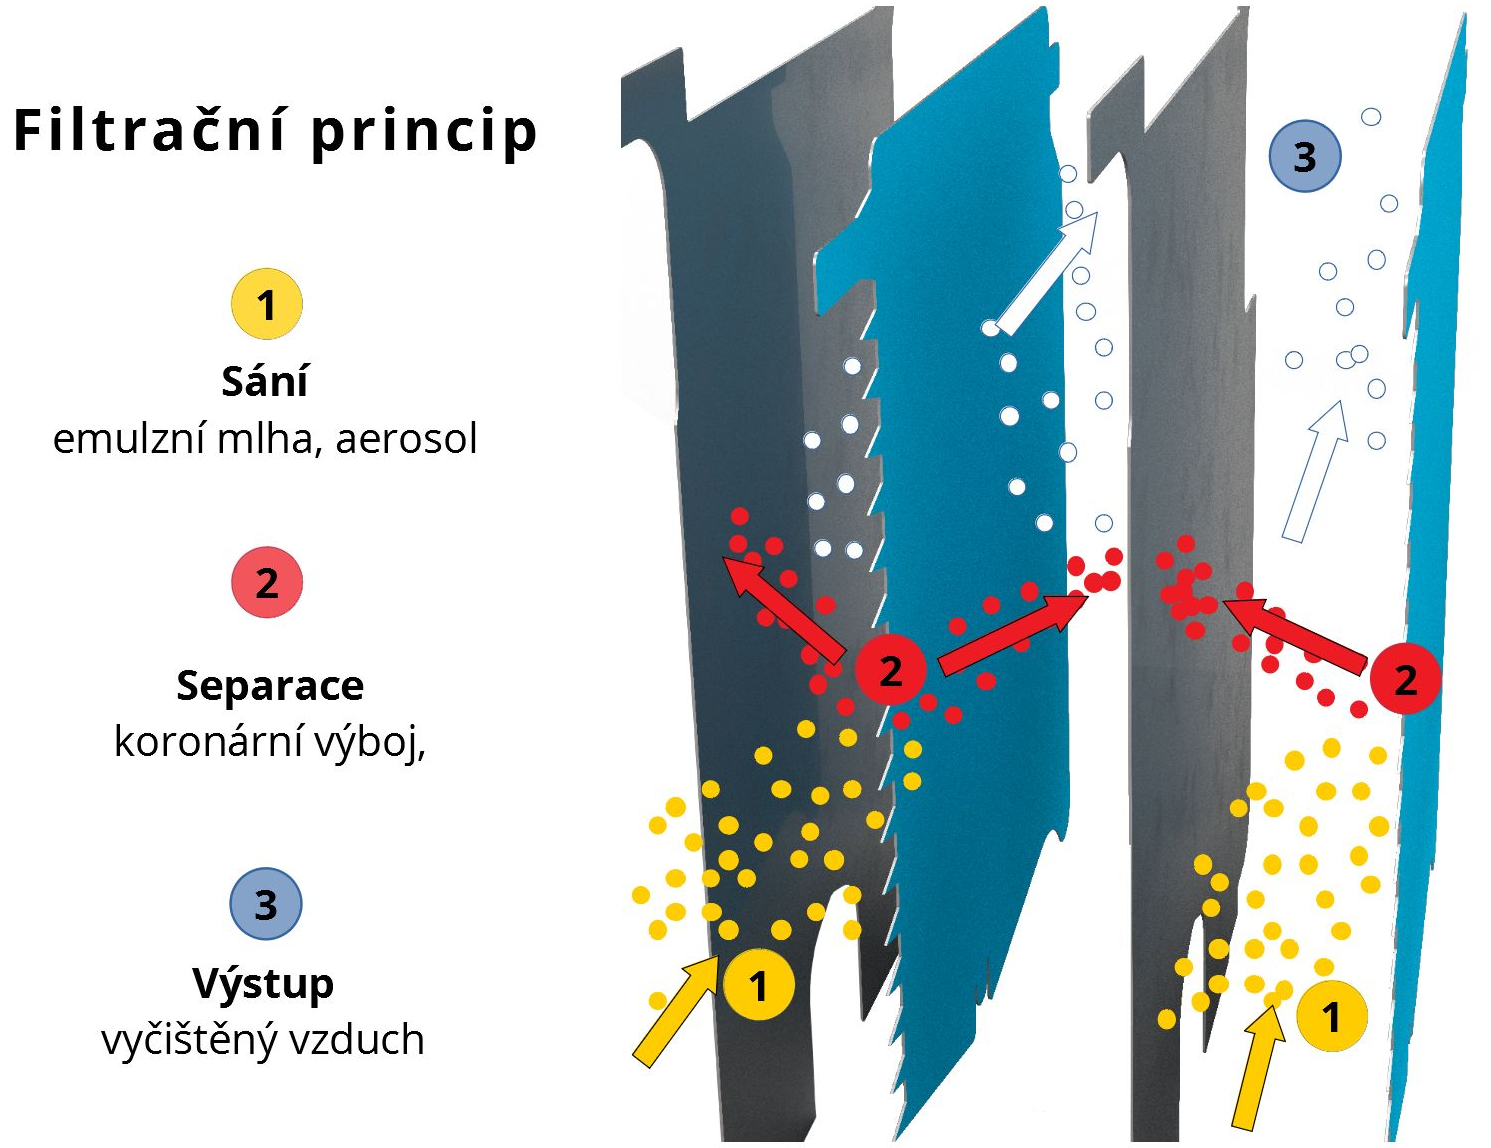 Filtrační princip
1
Sání
emulzní mlha, aerosol
2
Separace
koronární výboj,
3
Výstup
vyčištěný vzduch
3
2
2
1
1